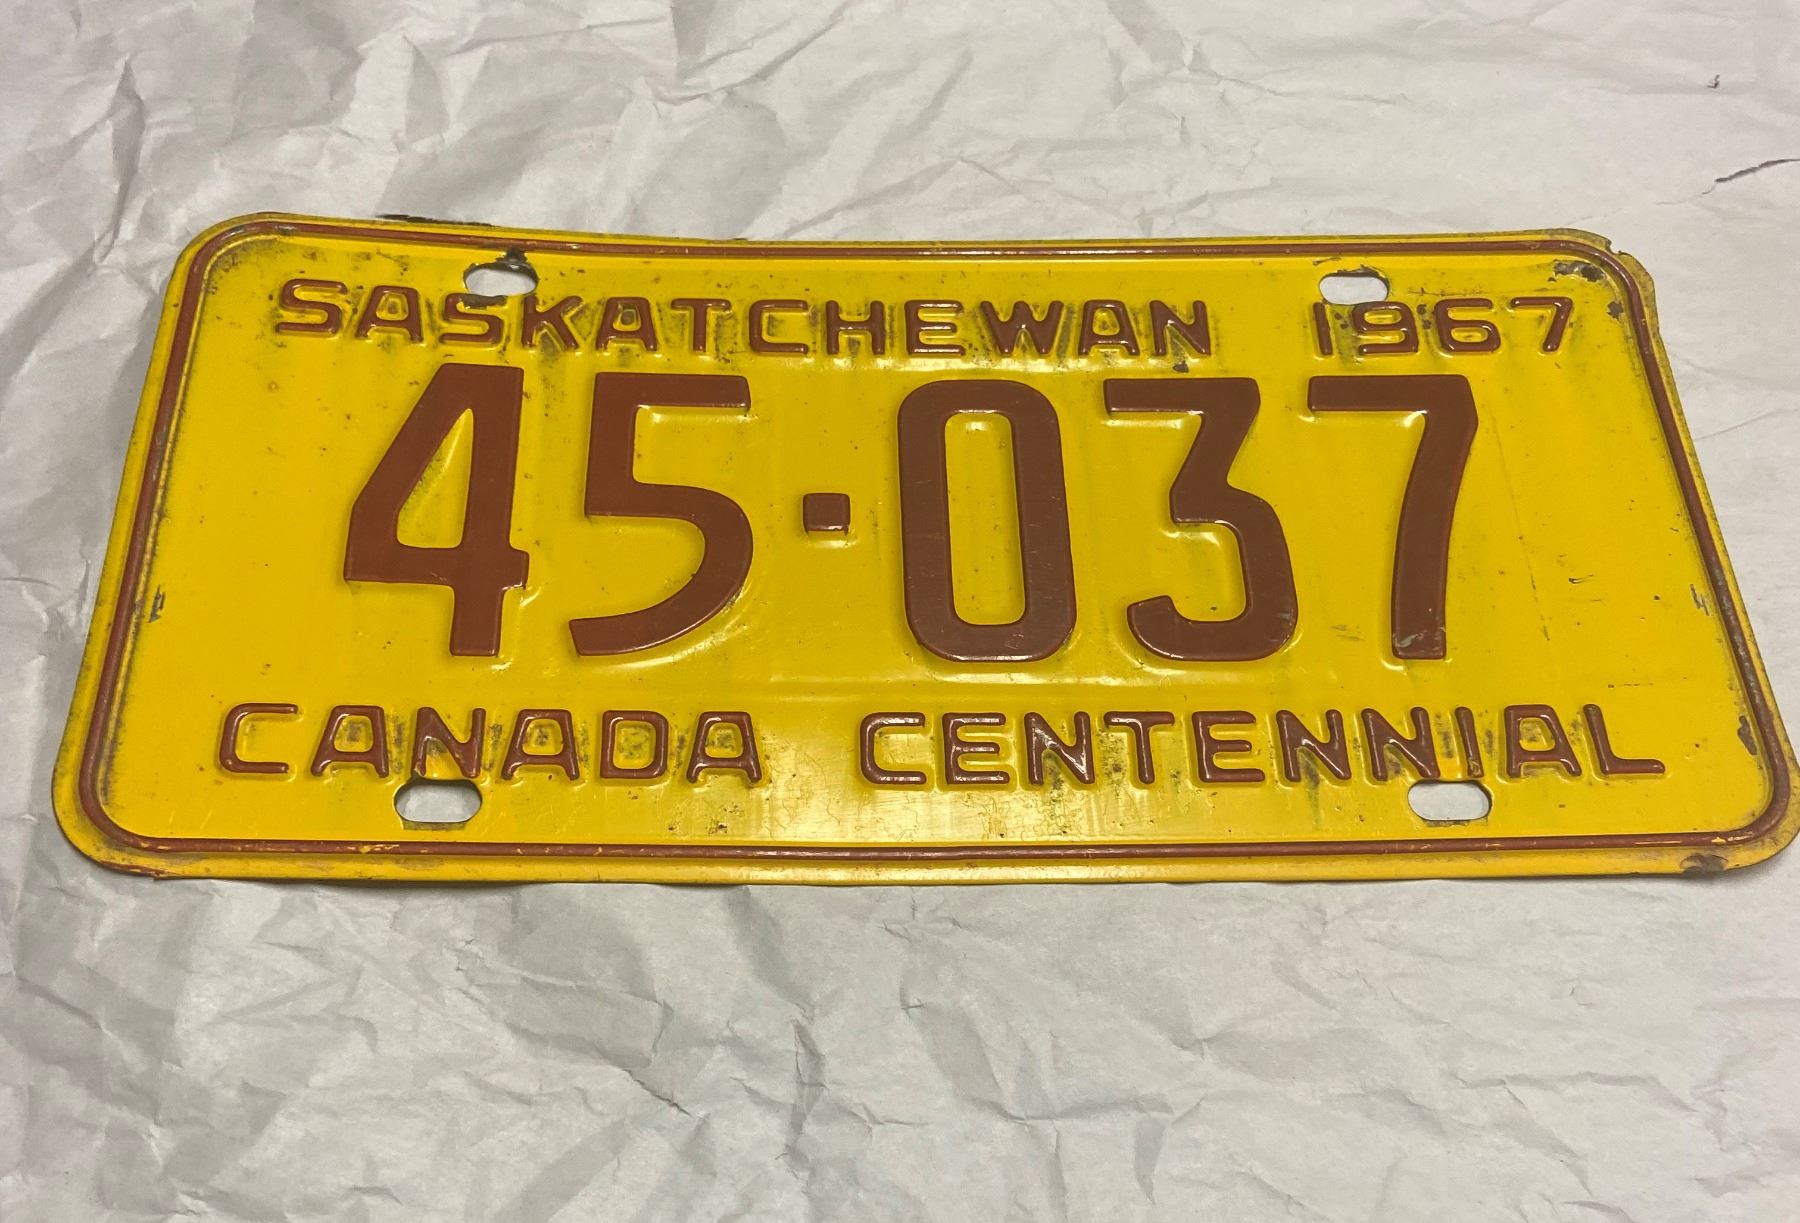 SASKATCHEWAN 1967
45·037
CANADA CENTENNIAL